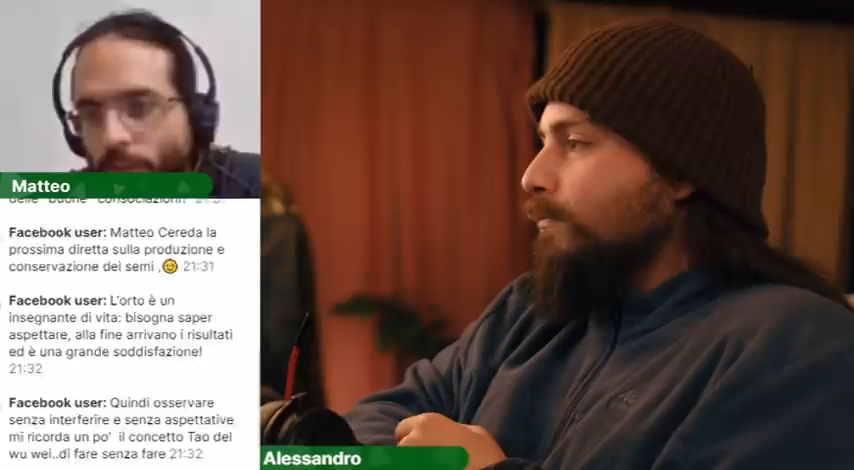 Matteo
delle "buone" consociazioni!
Facebook user: Matteo Cereda la
prossima diretta sulla produzione e
conservazione dei semi ,😉 21:31
Facebook user: L'orto è un
insegnante di vita: bisogna saper
aspettare, alla fine arrivano i risultati
ed è una grande soddisfazione!
21:32
Facebook user: Quindi osservare
senza interferire e senza aspettative
mi ricorda un po' il concetto Tao del
wu wei..di fare senza fare 21:32
Alessandro